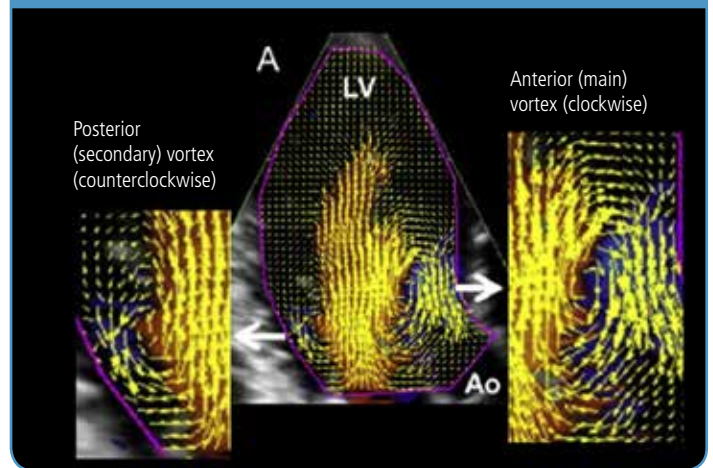 A
LV
Anterior (main)
vortex (clockwise)
Posterior
(secondary) vortex
(counterclockwise)
Ao